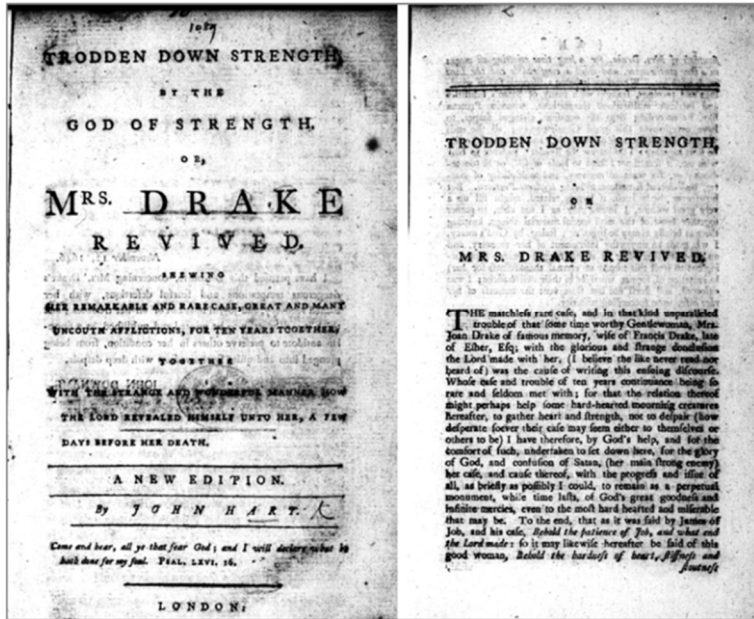 1089
TRODDEN DOWN STRENGTH,
BY THE
GOD OF STRENGTH.
OR,
MRS. DRAKE
REVIVED.
SHEWING
HER REMARKABLE AND RARE CASE, GREAT AND MANY
UNCOUTH AFFLICTIONS, FOR TEN YEARS TOGETHER;
TOGETHER
WITH THE STRANGE AND WONDERFUL MANNER HOW
THE LORD REVEALED HIMSELF UNTO HER, A FEW
DAYS BEFORE HER DEATH.
A NEW EDITION.
By JOHN HART.
Come and hear, all ye that fear God; and I will declare what he
hath done for my soul. PSAL. LXVI. 16.
LONDON:
TRODDEN DOWN STRENGTH,
OR
MRS. DRAKE REVIVED.
THE matchless rare case, and in that kind unparalleled
trouble of that some time worthy Gentlewoman, Mrs.
Joan Drake of famous memory, wife of Francis Drake, late
of Esher, Esq; with the glorious and strange conclusion
the Lord made with her, (I believe the like never read nor
heard of) was the cause of writing this ensuing discourse.
Whose case and trouble of ten years continuance being so
rare and seldom met with; for that the relation thereof
might perhaps help some hard-hearted mourning creatures
hereafter, to gather heart and strength, not to despair (how
desperate soever their case may seem either to themselves or
others to be) I have therefore, by God's help, and for the
comfort of such, undertaken to set down here, for the glory
of God, and confusion of Satan, (her main strong enemy)
her case, and cause thereof, with the progress and issue of
all, as briefly as possibly I could, to remain as a perpetual
monument, while time lasts, of God's great goodness and
infinite mercies, even to the most hard hearted and miserable
that may be. To the end, that as it was said by James of
Job, and his case, Behold the patience of Job, and what end
the Lord made: so it may likewise hereafter be said of this
good woman, Behold the hardness of heart, stiffness and
stoutness